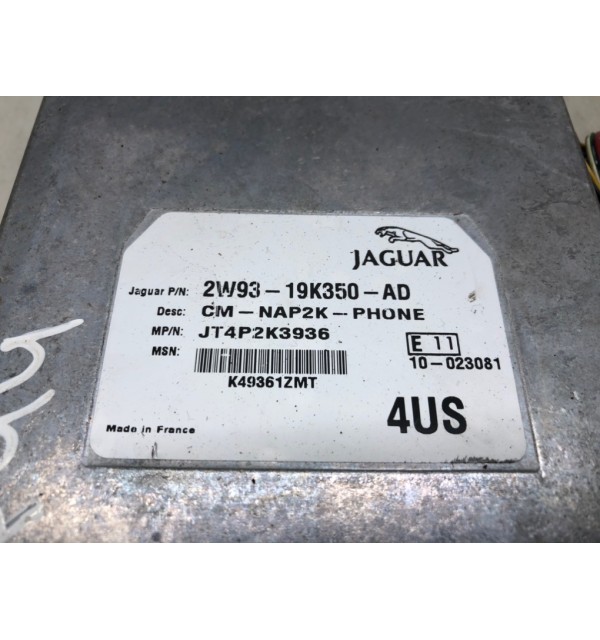 JAGUAR
Jaguar P/N: 2W93-19K350-AD
Desc: CM-NAP2K-PHONE
MP/N: JT4P2K3936
E 11
MSN:
10-023081
K49361ZMT
4US
Made in France